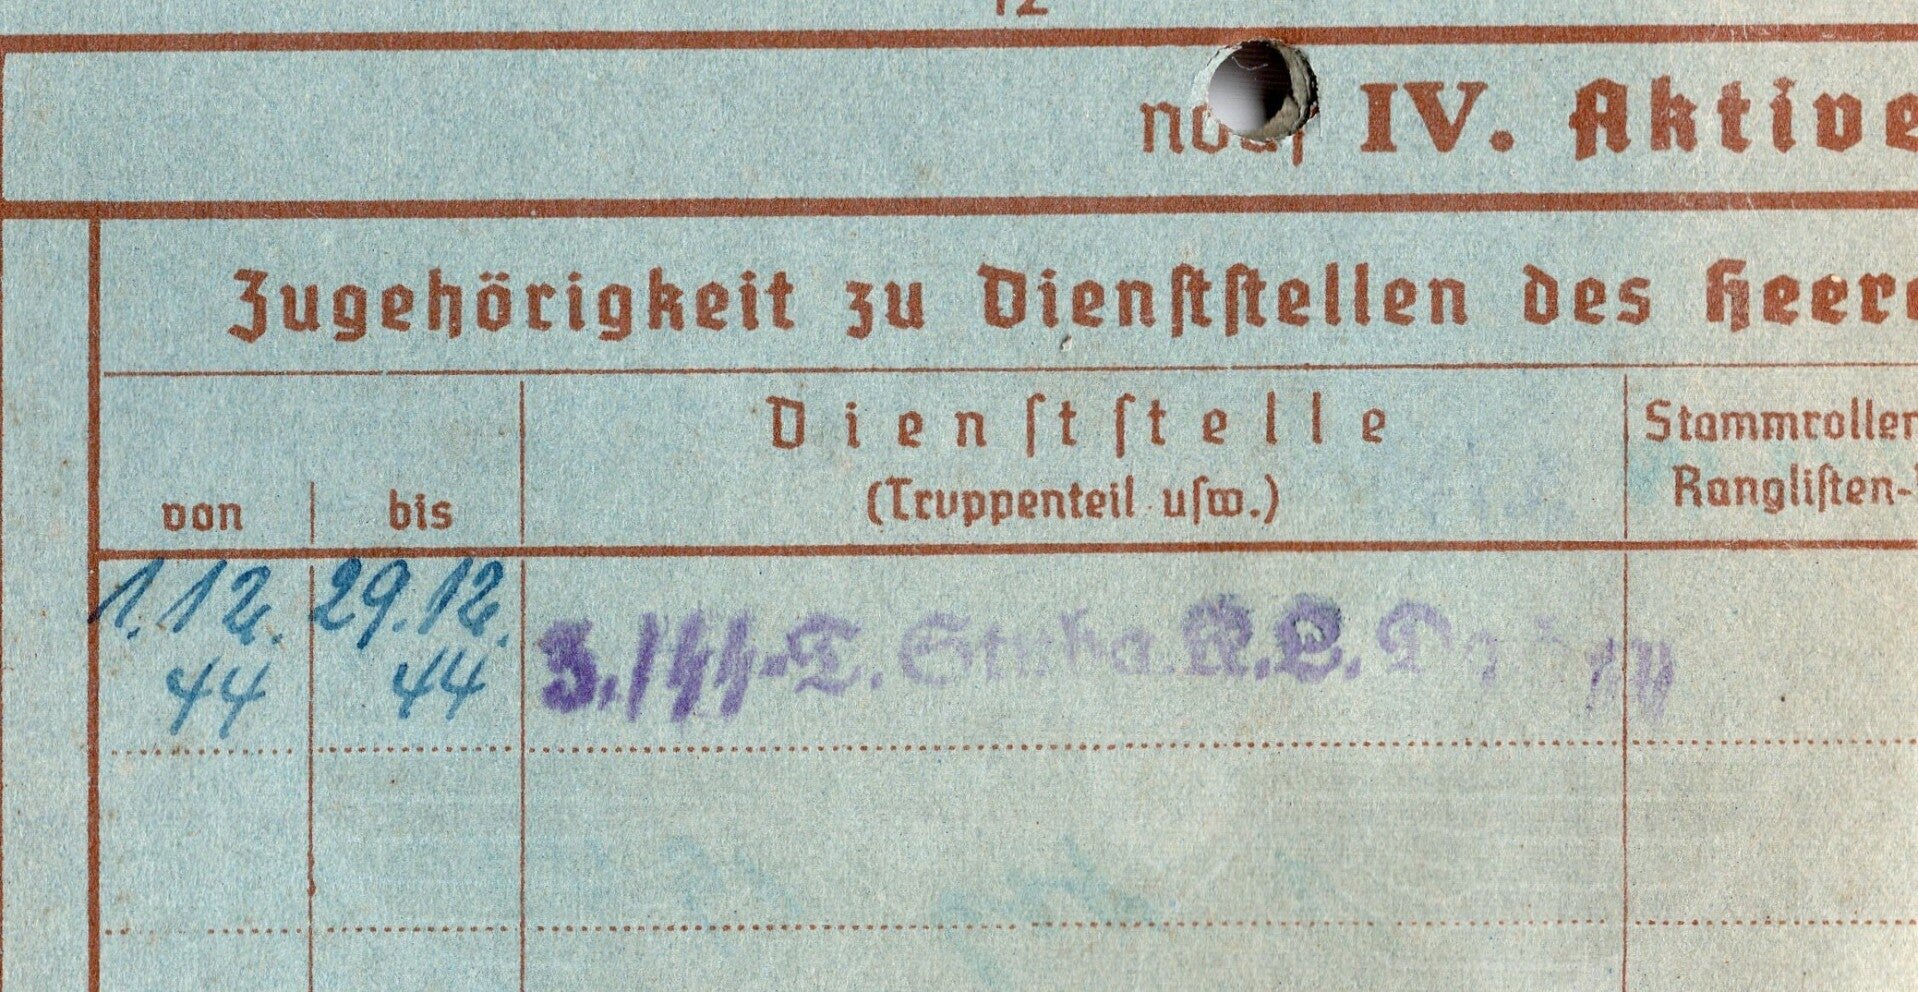 12
noch IV. Aktive
Zugehörigkeit zu Dienſtſtellen des Heere
Dienſtſtelle
(Truppenteil uſw.)
Stammrollen
Rangliſten-
von bis
1.12. 29.12.
44 44
3./SS-T. Stuba. K.L.